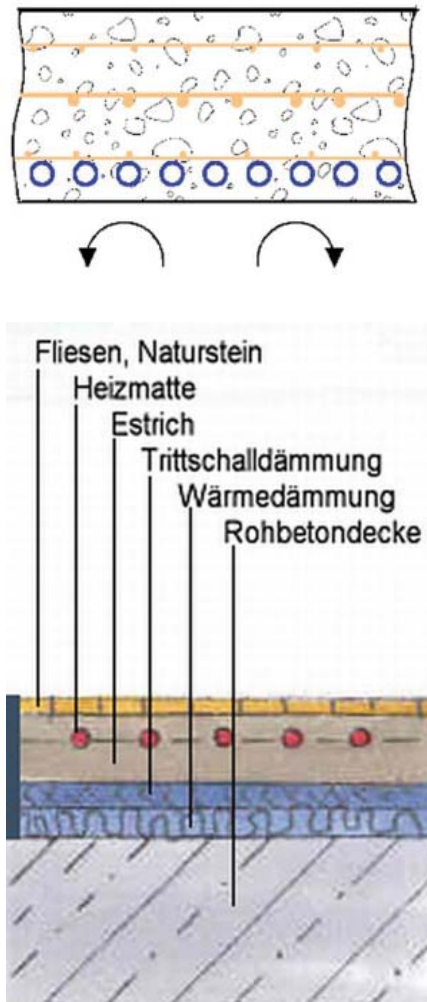 Fliesen, Naturstein
Heizmatte
Estrich
Trittschalldämmung
Wärmedämmung
Rohbetondecke